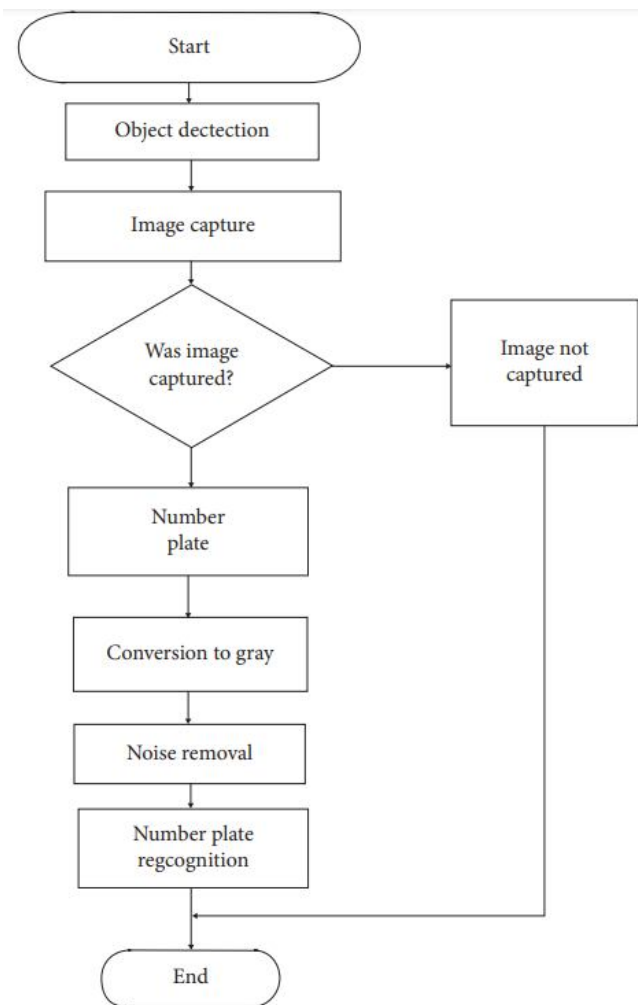 Start
Object dectection
Image capture
Was image
captured?
Image not
captured
Number
plate
Conversion to gray
Noise removal
Number plate
regcognition
End